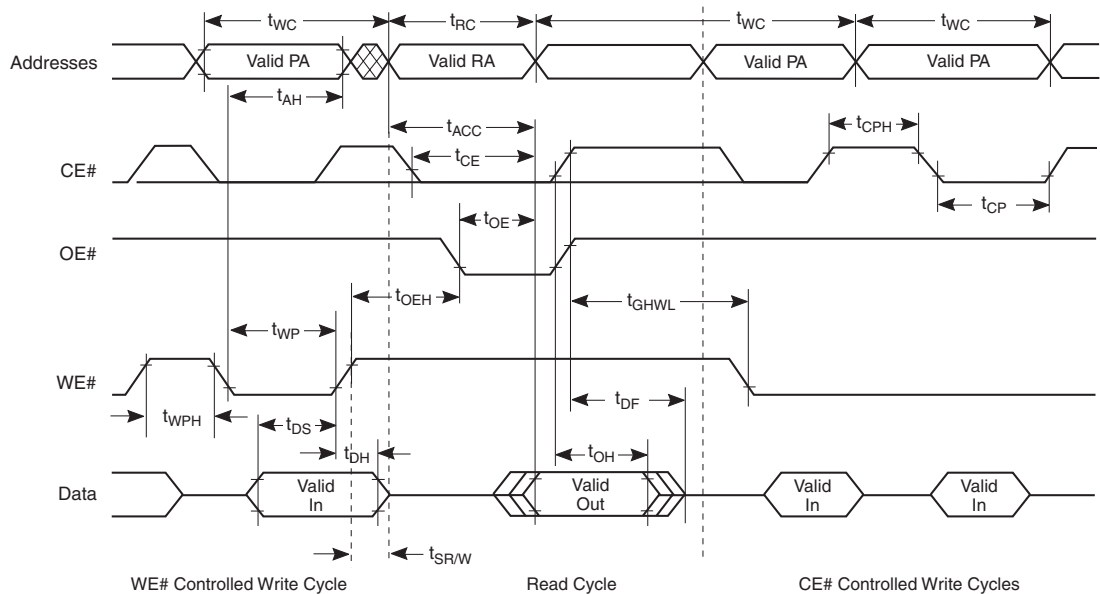 tWC tRC tWC tWC
Addresses Valid PA Valid RA Valid PA Valid PA
tAH
tACC tCPH
CE# tCE
tCP
tOE
OE#
tOEH tGHWL
tWP
WE#
tWPH tDS tDF
tDH tOH
Data Valid In Valid Out Valid In Valid In
tSR/W
WE# Controlled Write Cycle Read Cycle CE# Controlled Write Cycles